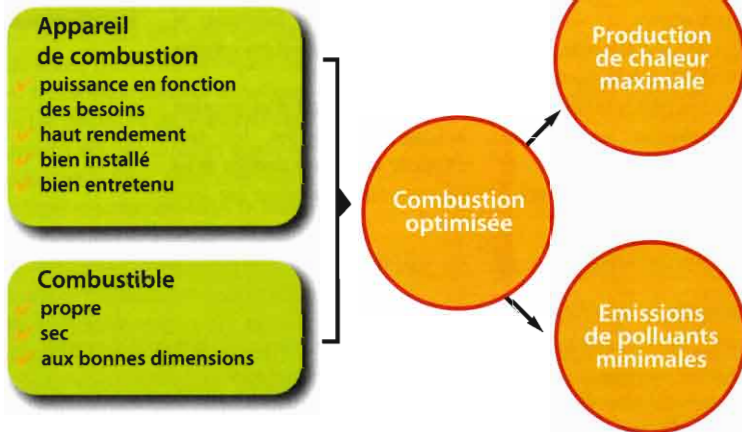 Appareil
de combustion
puissance en fonction
des besoins
haut rendement
bien installé
bien entretenu
Combustible
propre
sec
aux bonnes dimensions
Combustion
optimisée
Production
de chaleur
maximale
Emissions
de polluants
minimales